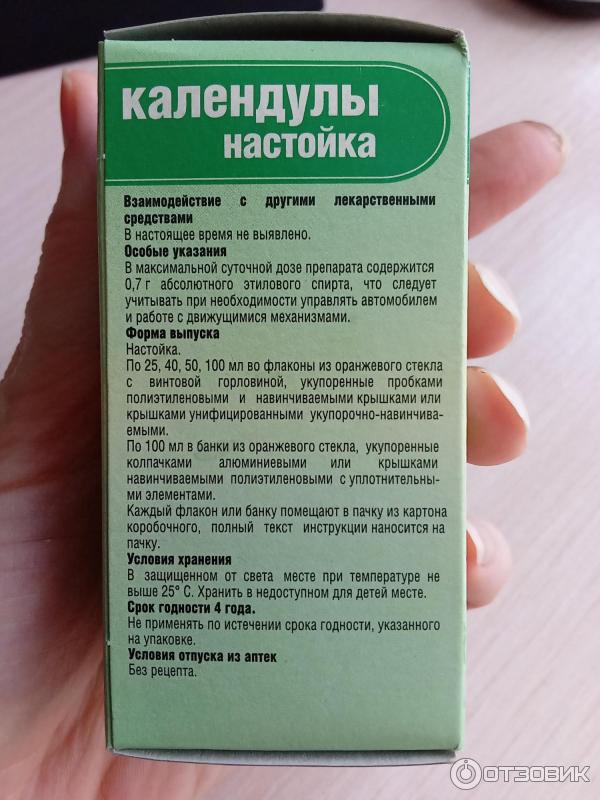 календулы
настойка
Взаимодействие с другими лекарственными
средствами
В настоящее время не выявлено.
Особые указания
В максимальной суточной дозе препарата содержится
0,7 г абсолютного этилового спирта, что следует
учитывать при необходимости управлять автомобилем
и работе с движущимися механизмами.
Форма выпуска
Настойка.
По 25, 40, 50, 100 мл во флаконы из оранжевого стекла
с винтовой горловиной, укупоренные пробками
полиэтиленовыми и навинчиваемыми крышками или
крышками унифицированными укупорочно-навинчива-
емыми.
По 100 мл в банки из оранжевого стекла, укупоренные
колпачками алюминиевыми или крышками
навинчиваемыми полиэтиленовыми с уплотнительны-
ми элементами.
Каждый флакон или банку помещают в пачку из картона
коробочного, полный текст инструкции наносится на
пачку.
Условия хранения
В защищенном от света месте при температуре не
выше 25° С. Хранить в недоступном для детей месте.
Срок годности 4 года.
Не применять по истечении срока годности, указанного
на упаковке.
Условия отпуска из аптек
Без рецепта.
ОТЗОВИК